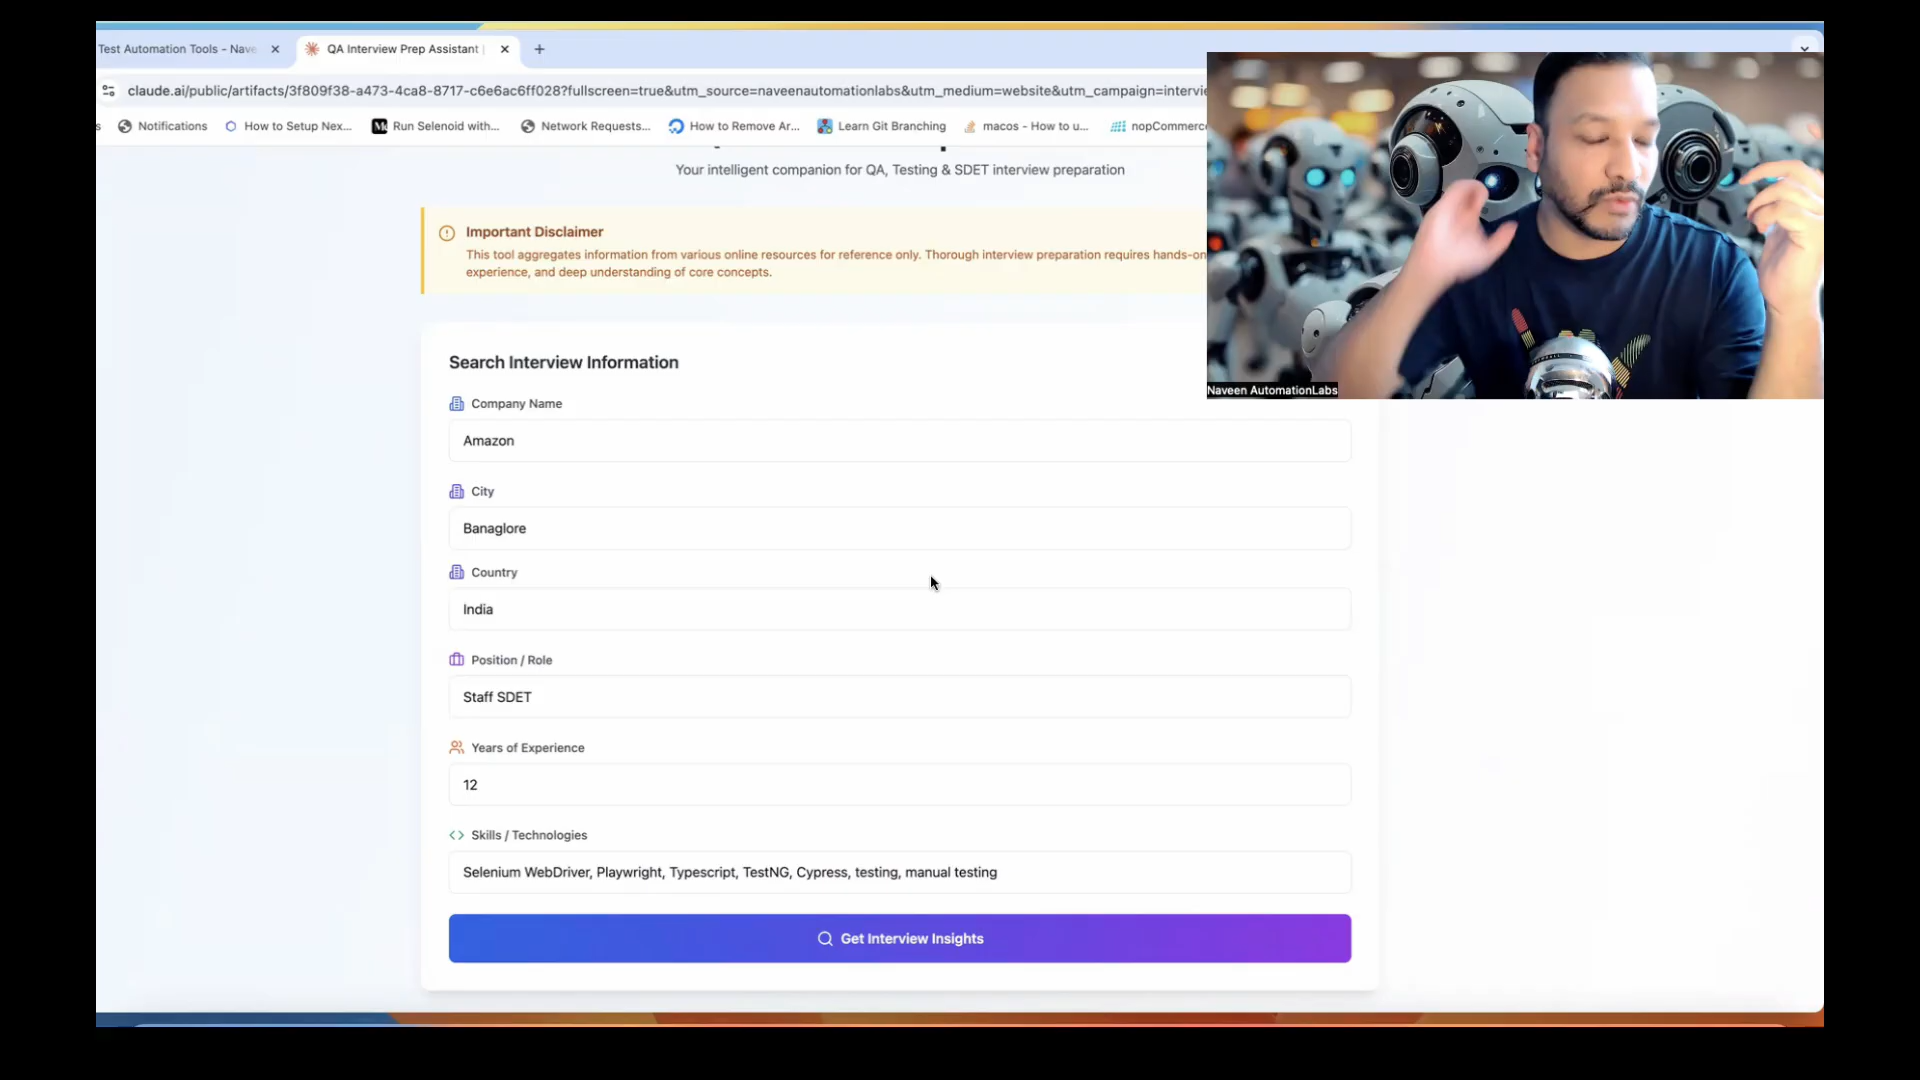 Test Automation Tools - Nave
QA Interview Prep Assistant |
claude.ai/public/artifacts/3f809f38-a473-4ca8-8717-c6e6ac6ff028?fullscreen=true&utm_source=naveenautomationlabs&utm_medium=website&utm_campaign=intervie
s
Notifications
How to Setup Nex...
Run Selenoid with...
Network Requests...
How to Remove Ar...
Learn Git Branching
macos - How to u...
nopCommerc
Your intelligent companion for QA, Testing & SDET interview preparation
Important Disclaimer
This tool aggregates information from various online resources for reference only. Thorough interview preparation requires hands-on
experience, and deep understanding of core concepts.
Naveen AutomationLabs
Search Interview Information
Company Name
Amazon
City
Banaglore
Country
India
Position / Role
Staff SDET
Years of Experience
12
Skills / Technologies
Selenium WebDriver, Playwright, Typescript, TestNG, Cypress, testing, manual testing
Get Interview Insights